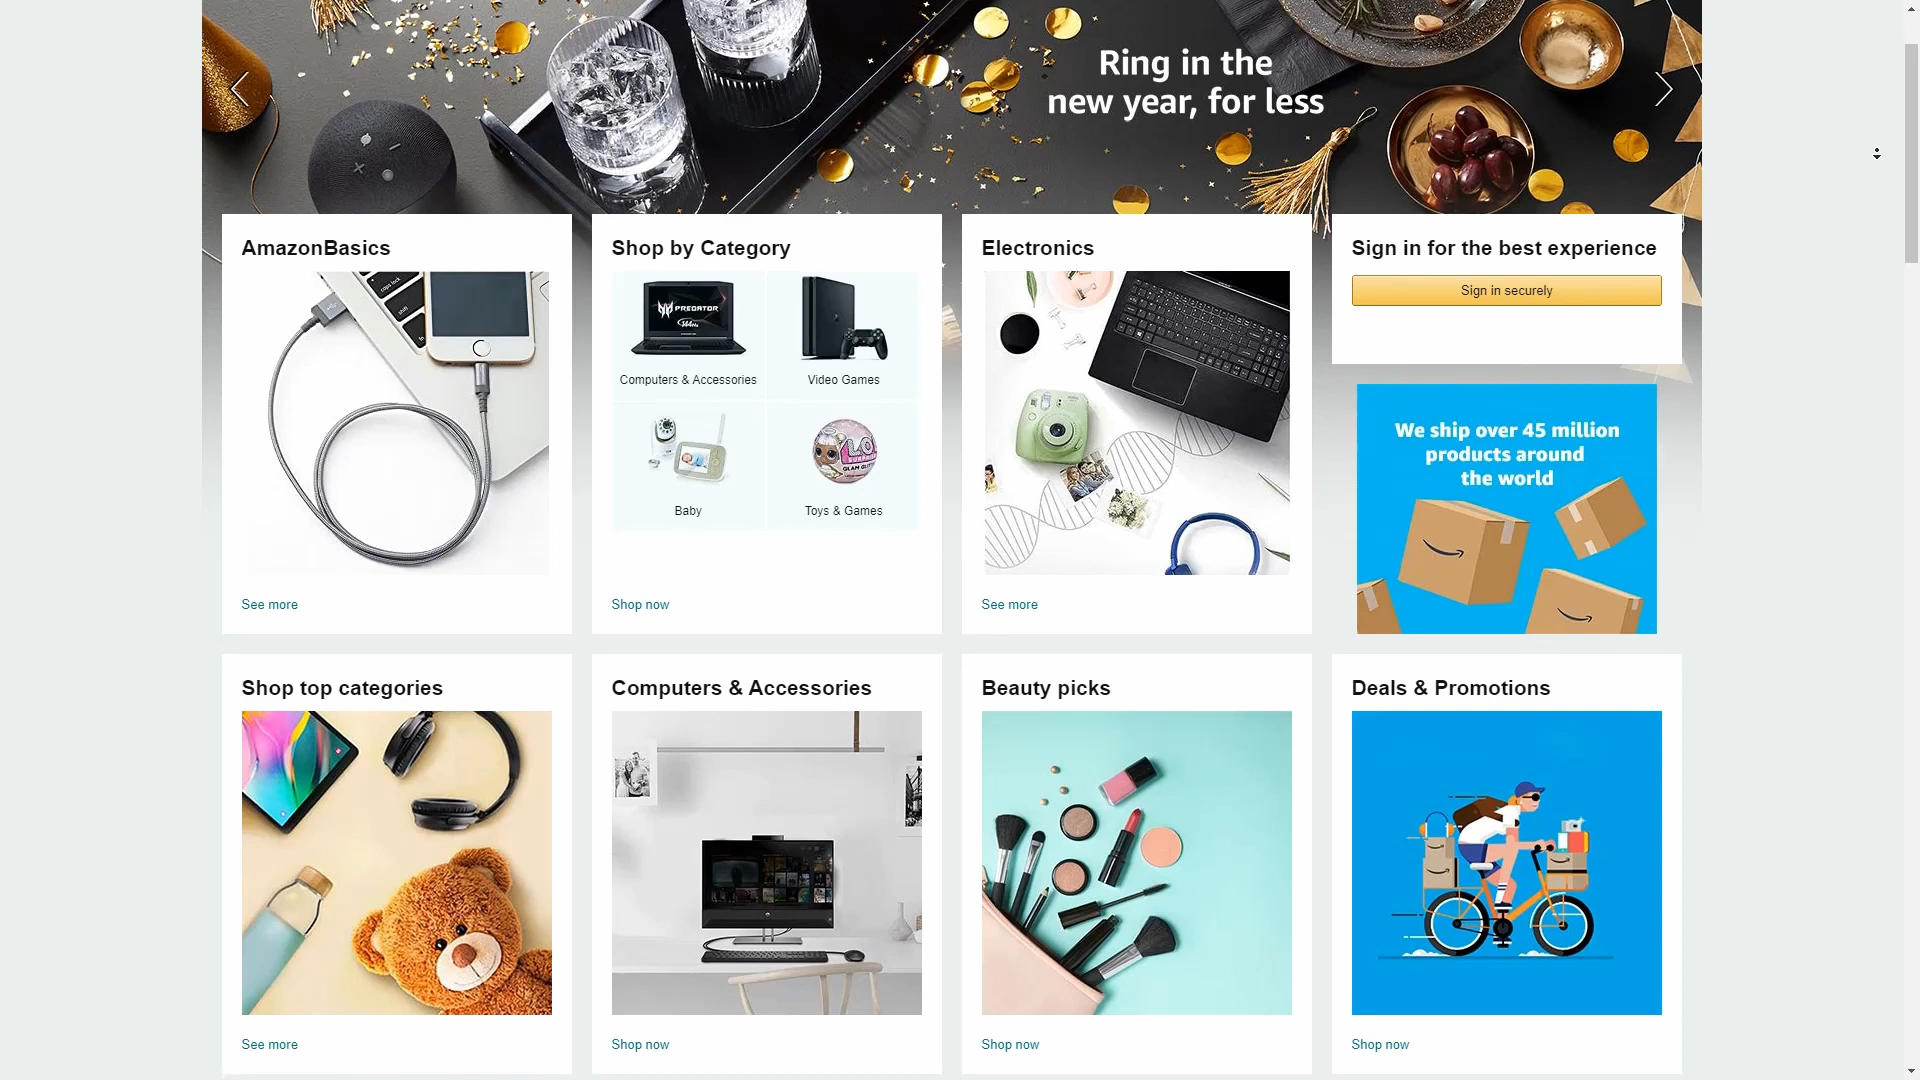 Ring in the
new year, for less
AmazonBasics
See more
Shop by Category
PREDATOR
144Hz
Computers & Accessories
Video Games
Baby
Toys & Games
Shop now
Electronics
See more
Sign in for the best experience
Sign in securely
We ship over 45 million
products around
the world
Shop top categories
See more
Computers & Accessories
Shop now
Beauty picks
Shop now
Deals & Promotions
Shop now